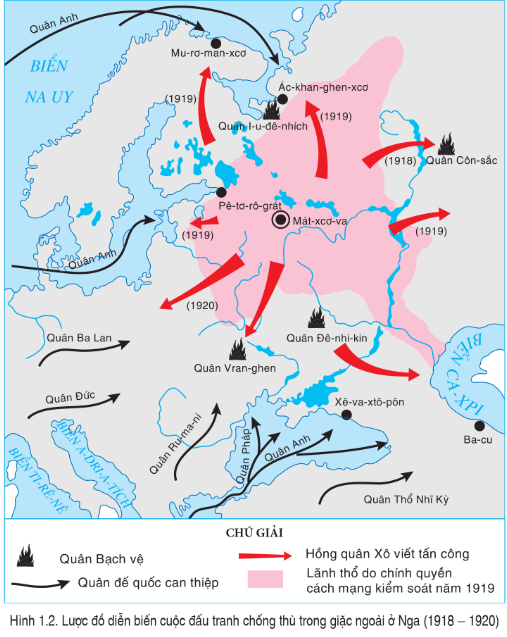 Quân Anh
Mu-rơ-man-xcơ
BIỂN
NA UY
Ác-khan-ghen-xcơ
(1919)
Quân I-u-đê-nhích
(1919)
(1918)
Quân Côn-sắc
Pê-tơ-rô-grát
Mát-xcơ-va
(1919)
(1919)
Quân Anh
(1920)
Quân Ba Lan
Quân Vran-ghen
Quân Đê-nhi-kin
BIỂN CA-XPI
Quân Đức
Quân Ru-ma-ni
Xê-va-xtô-pôn
Quân Pháp
Quân Anh
Ba-cu
BIỂN A-DRI-A-TÍCH
BIỂN TI-RÊ-NÊ
Quân Thổ Nhĩ Kỳ
CHÚ GIẢI
Quân Bạch vệ
Hồng quân Xô viết tấn công
Quân đế quốc can thiệp
Lãnh thổ do chính quyền
cách mạng kiểm soát năm 1919
Hình 1.2. Lược đồ diễn biến cuộc đấu tranh chống thù trong giặc ngoài ở Nga (1918 – 1920)